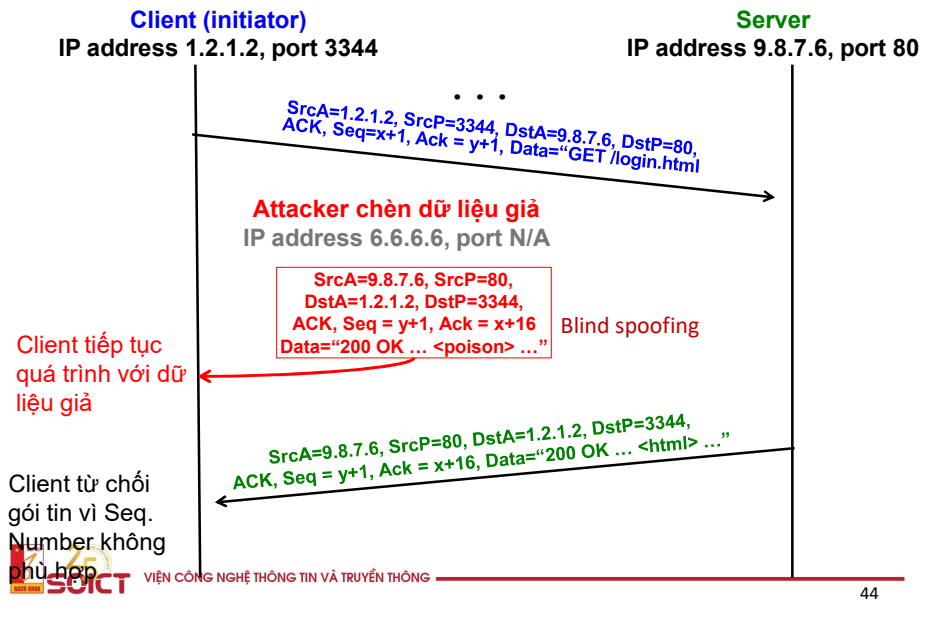 Client (initiator)
IP address 1.2.1.2, port 3344
Server
IP address 9.8.7.6, port 80
. . .
SrcA=1.2.1.2, SrcP=3344, DstA=9.8.7.6, DstP=80,
ACK, Seq=x+1, Ack = y+1, Data=“GET /login.html
Attacker chèn dữ liệu giả
IP address 6.6.6.6, port N/A
SrcA=9.8.7.6, SrcP=80,
DstA=1.2.1.2, DstP=3344,
ACK, Seq = y+1, Ack = x+16
Data=“200 OK … <poison> …”
Blind spoofing
Client tiếp tục
quá trình với dữ
liệu giả
SrcA=9.8.7.6, SrcP=80, DstA=1.2.1.2, DstP=3344,
ACK, Seq = y+1, Ack = x+16, Data=“200 OK … <html> …”
Client từ chối
gói tin vì Seq.
Number không
phù hợp
25
BÁCH KHOA
SOICT
VIỆN CÔNG NGHỆ THÔNG TIN VÀ TRUYỀN THÔNG
44